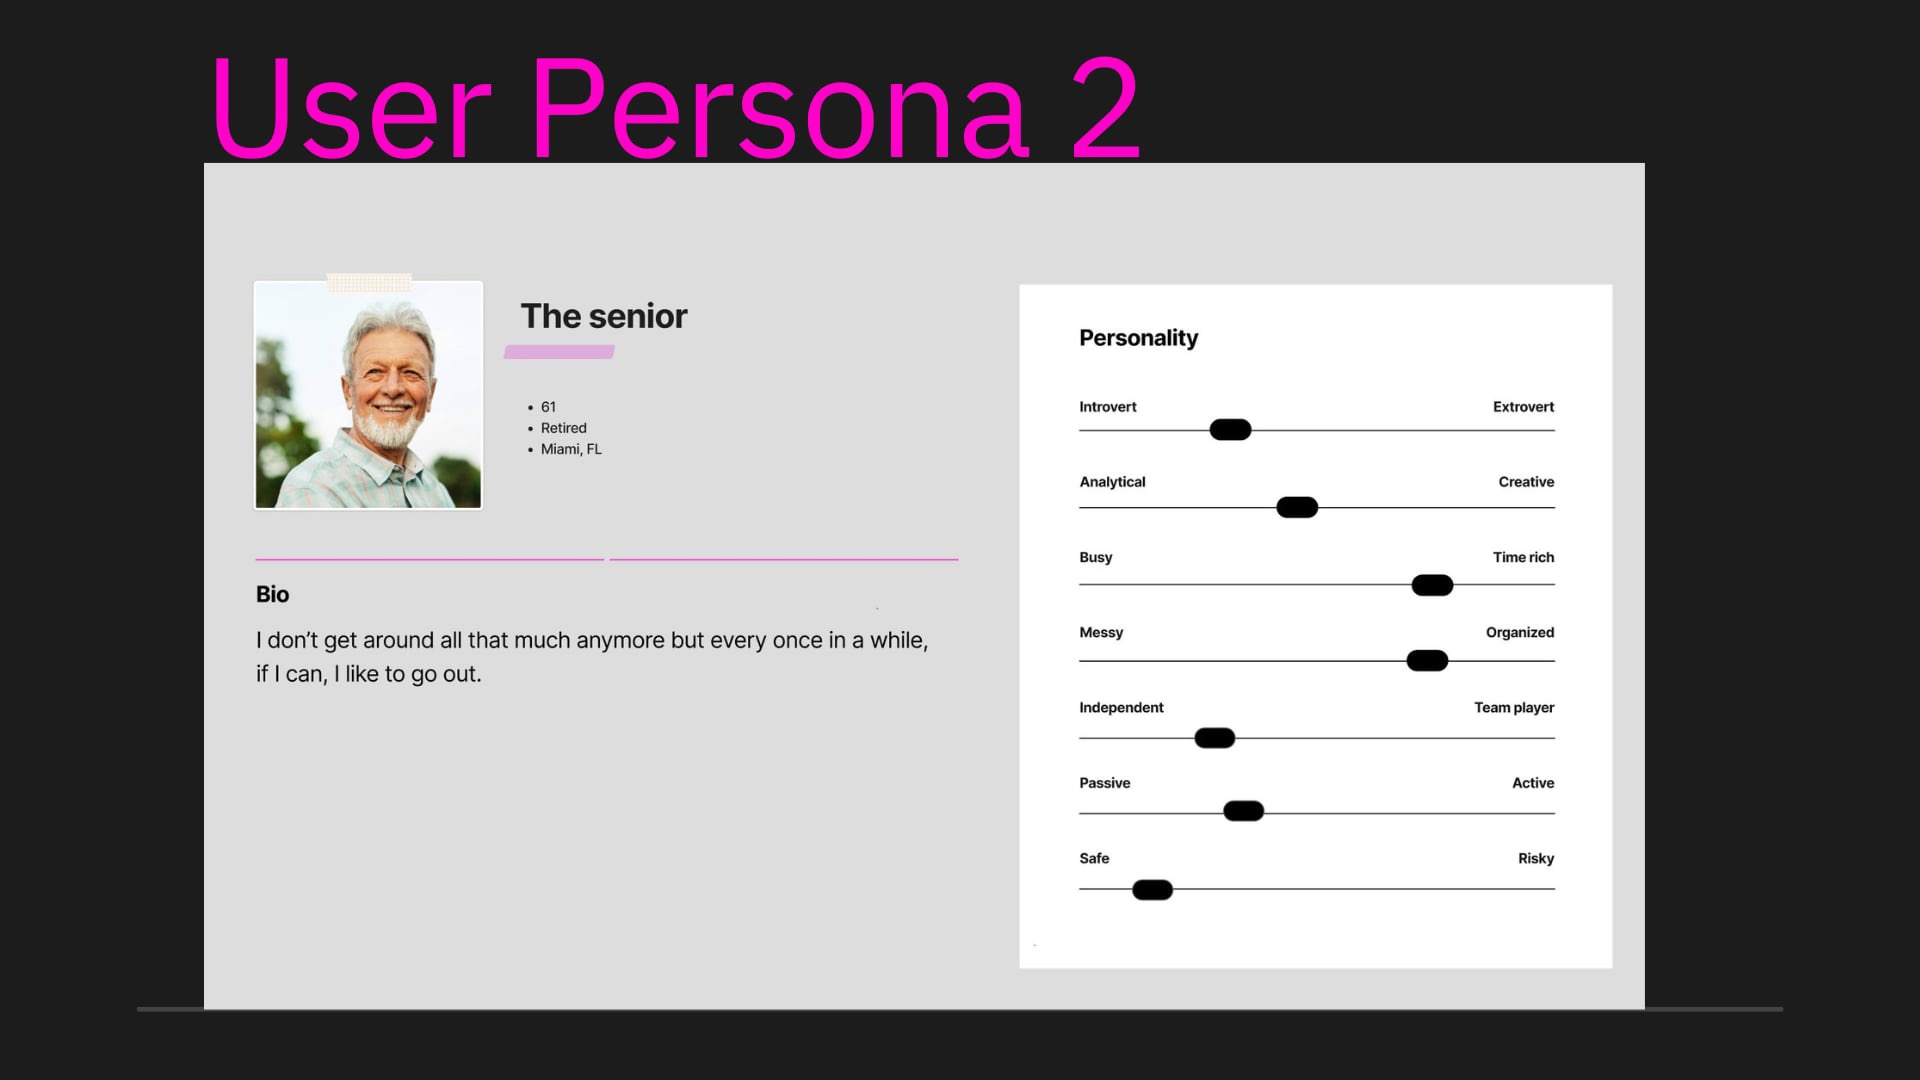 User Persona 2
The senior
• 61
• Retired
• Miami, FL
Bio
I don’t get around all that much anymore but every once in a while,
if I can, I like to go out.
Personality
Introvert Extrovert
Analytical Creative
Busy Time rich
Messy Organized
Independent Team player
Passive Active
Safe Risky